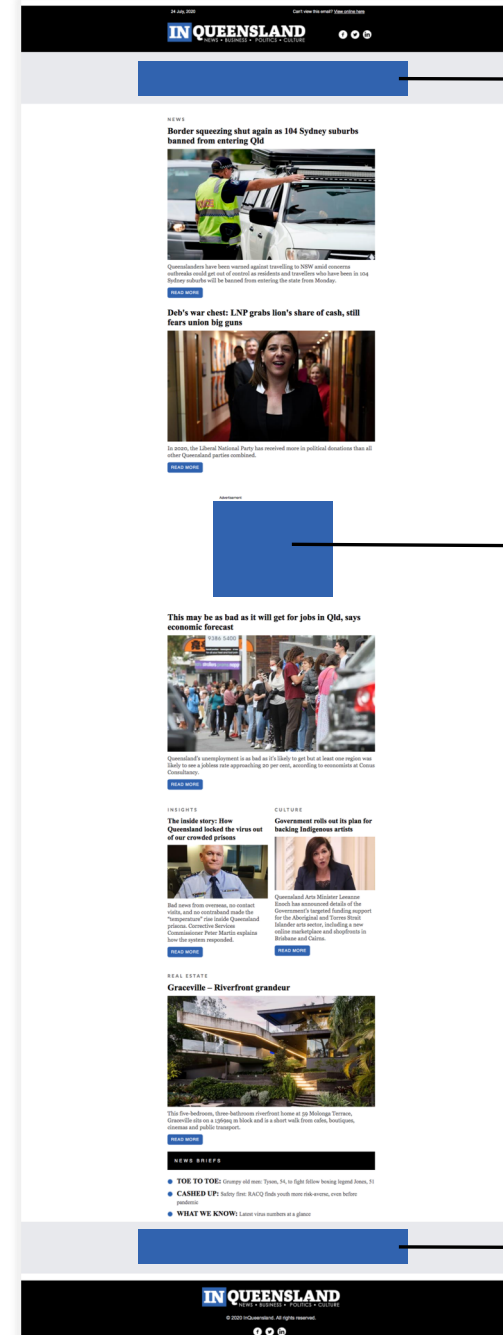 24 July, 2020
Can't view this email? View online here
INQUEENSLAND
NEWS • BUSINESS • POLITICS • CULTURE
NEWS
Border squeezing shut again as 104 Sydney suburbs
banned from entering Qld
Queenslanders have been warned against travelling to NSW amid concerns
outbreaks could get out of control as residents and travellers who have been in 104
Sydney suburbs will be banned from entering the state from Monday.
READ MORE
Deb's war chest: LNP grabs lion's share of cash, still
fears union big guns
In 2020, the Liberal National Party has received more in political donations than all
other Queensland parties combined.
READ MORE
Advertisement
This may be as bad as it will get for jobs in Qld, says
economic forecast
9386 5400
Queensland's unemployment is as bad as it's likely to get but at least one region was
likely to see a jobless rate approaching 20 per cent, according to economists at Conus
Consultancy.
READ MORE
INSIGHTS
The inside story: How
Queensland locked the virus out
of our crowded prisons
Bad news from overseas, no contact
visits, and no contraband made the
"temperature" rise inside Queensland
prisons. Corrective Services
Commissioner Peter Martin explains
how the system responded.
READ MORE
CULTURE
Government rolls out its plan for
backing Indigenous artists
Queensland Arts Minister Leeanne
Enoch has announced details of the
Government's targeted funding support
for the Aboriginal and Torres Strait
Islander arts sector, including a new
online marketplace and shopfronts in
Brisbane and Cairns.
READ MORE
REAL ESTATE
Graceville – Riverfront grandeur
This five-bedroom, three-bathroom riverfront home at 59 Molonga Terrace,
Graceville sits on a 1369sq m block and is a short walk from cafes, boutiques,
cinemas and public transport.
READ MORE
NEWS BRIEFS
TOE TO TOE: Grumpy old men: Tyson, 54, to fight fellow boxing legend Jones, 51
CASHED UP: Safety first: RACQ finds youth more risk-averse, even before
pandemic
WHAT WE KNOW: Latest virus numbers at a glance
INQUEENSLAND
NEWS • BUSINESS • POLITICS • CULTURE
© 2020 InQueensland. All rights reserved.